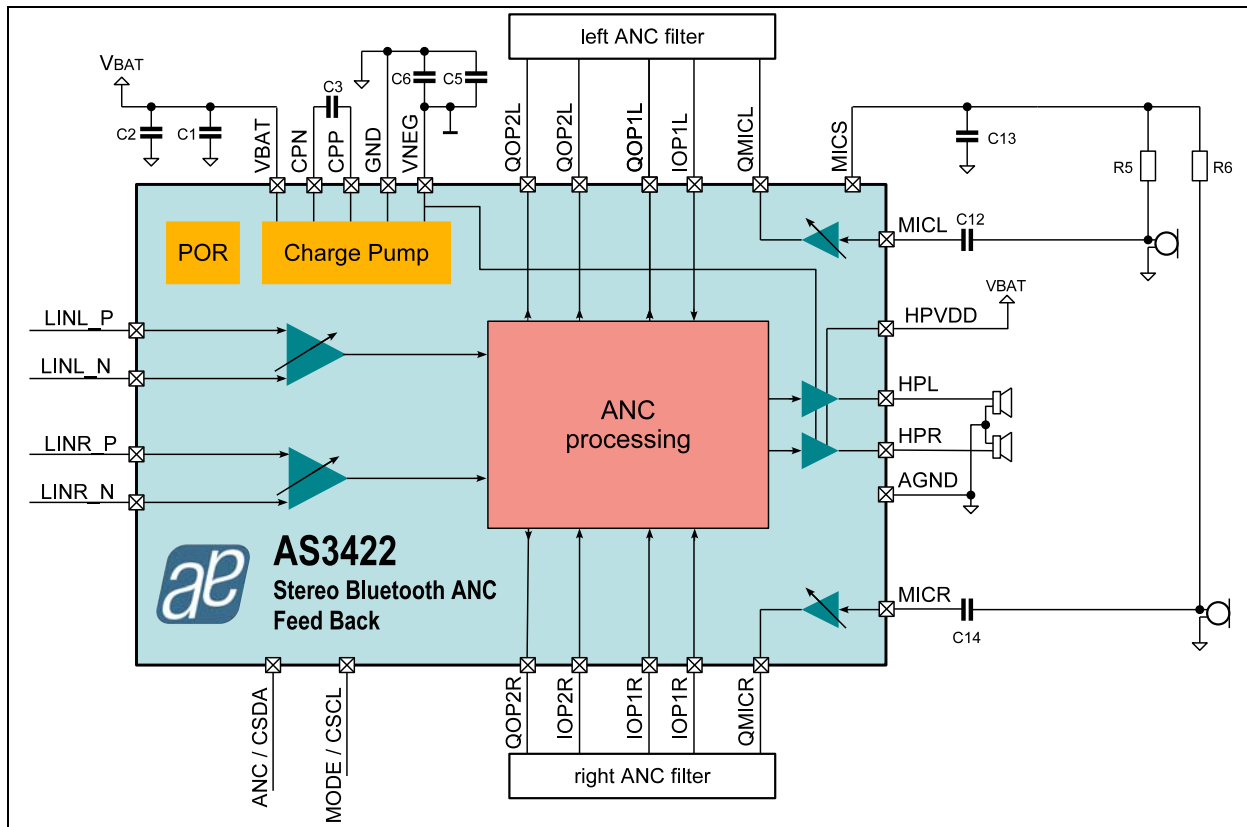 left ANC filter
VBAT
C2
C1
C3
C6
C5
VBAT
CPN
CPP
GND
VNEG
QOP2L
QOP2L
QOP1L
IOP1L
QMICL
MICS
C13
R5
R6
POR
Charge Pump
MICL
C12
VBAT
HPVDD
LINL_P
LINL_N
LINR_P
LINR_N
ANC
processing
HPL
HPR
AGND
ae
AS3422
Stereo Bluetooth ANC
Feed Back
MICR
C14
ANC / CSDA
MODE / CSCL
QOP2R
IOP2R
IOP1R
IOP1R
QMICR
right ANC filter